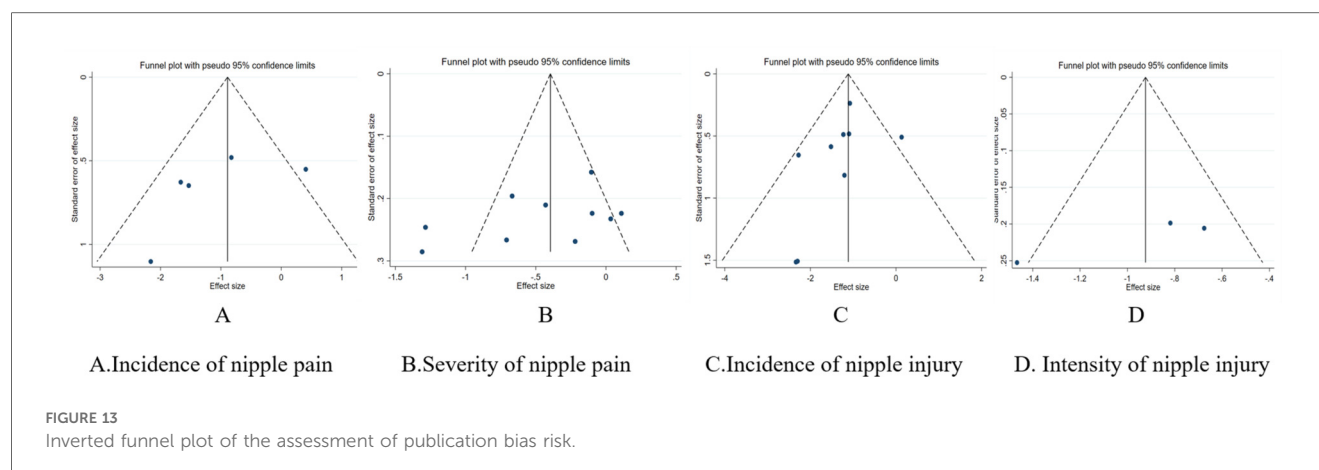 Funnel plot with pseudo 95% confidence limits
0
.5
1
Standard error of effect size
-3
-2
-1
0
1
Effect size
A
Funnel plot with pseudo 95% confidence limits
0
.1
.2
.3
Standard error of effect size
-1.5
-1
-.5
0
.5
Effect size
B
Funnel plot with pseudo 95% confidence limits
0
.5
1
1.5
Standard error of effect size
-4
-2
0
2
Effect size
C
Funnel plot with pseudo 95% confidence limits
0
.05
.1
.15
.2
.25
Standard error of effect size
-1.4
-1.2
-1
-.8
-.6
-.4
Effect size
D
A.Incidence of nipple pain
B.Severity of nipple pain
C.Incidence of nipple injury
D. Intensity of nipple injury
FIGURE 13
Inverted funnel plot of the assessment of publication bias risk.